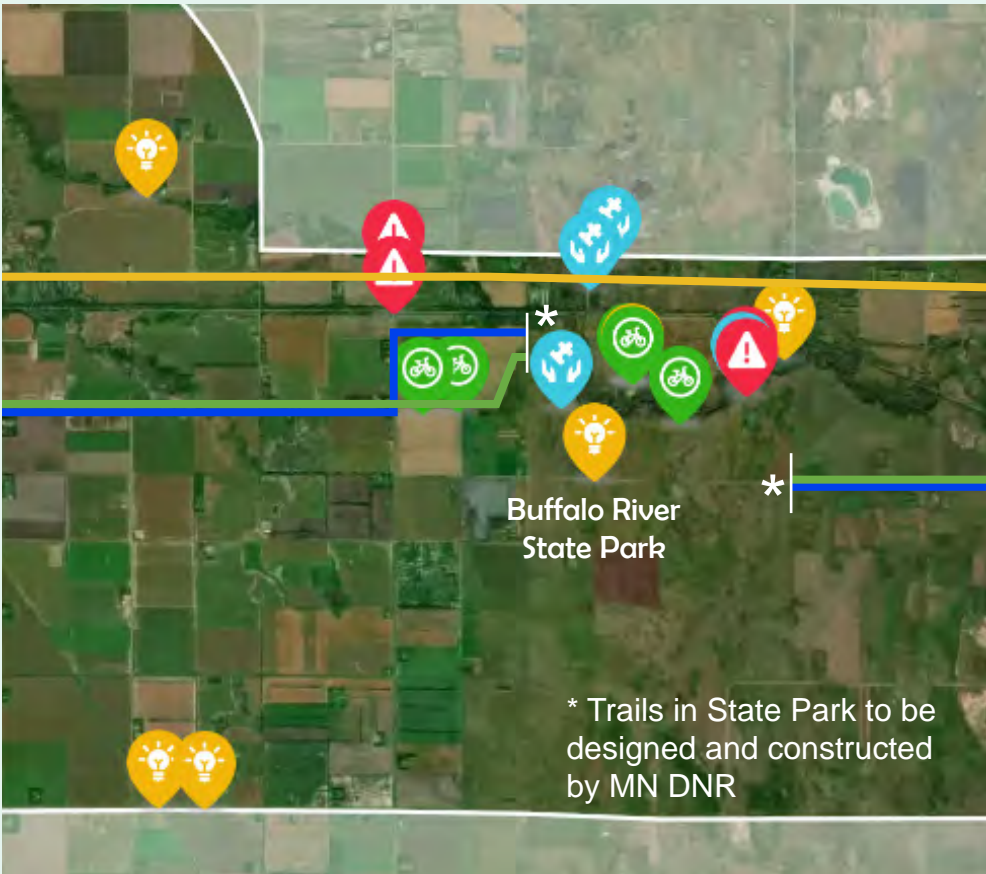 *
*
Buffalo River
State Park
* Trails in State Park to be
designed and constructed
by MN DNR